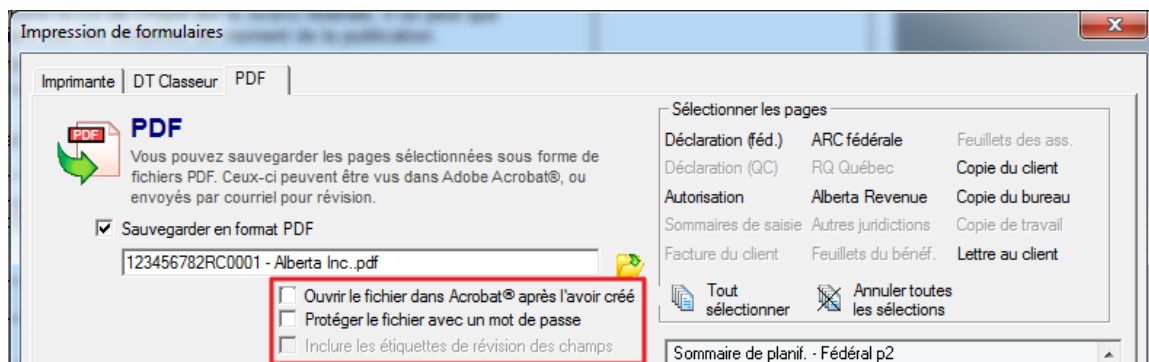 Impression de formulaires
moment de la publication.
Imprimante
DT Classeur
PDF
PDF
PDF
Vous pouvez sauvegarder les pages sélectionnées sous forme de
fichiers PDF. Ceux-ci peuvent être vus dans Adobe Acrobat®, ou
envoyés par courriel pour révision.
Sauvegarder en format PDF
123456782RC0001 - Alberta Inc..pdf
Ouvrir le fichier dans Acrobat® après l'avoir créé
Protéger le fichier avec un mot de passe
Inclure les étiquettes de révision des champs
Sélectionner les pages
Déclaration (féd.) ARC fédérale Feuillets des ass.
Déclaration (QC) RQ Québec Copie du client
Autorisation Alberta Revenue Copie du bureau
Sommaires de saisie Autres juridictions Copie de travail
Facture du client Feuillets du bénéf. Lettre au client
Tout
sélectionner
Annuler toutes
les sélections
Sommaire de planif. - Fédéral p2